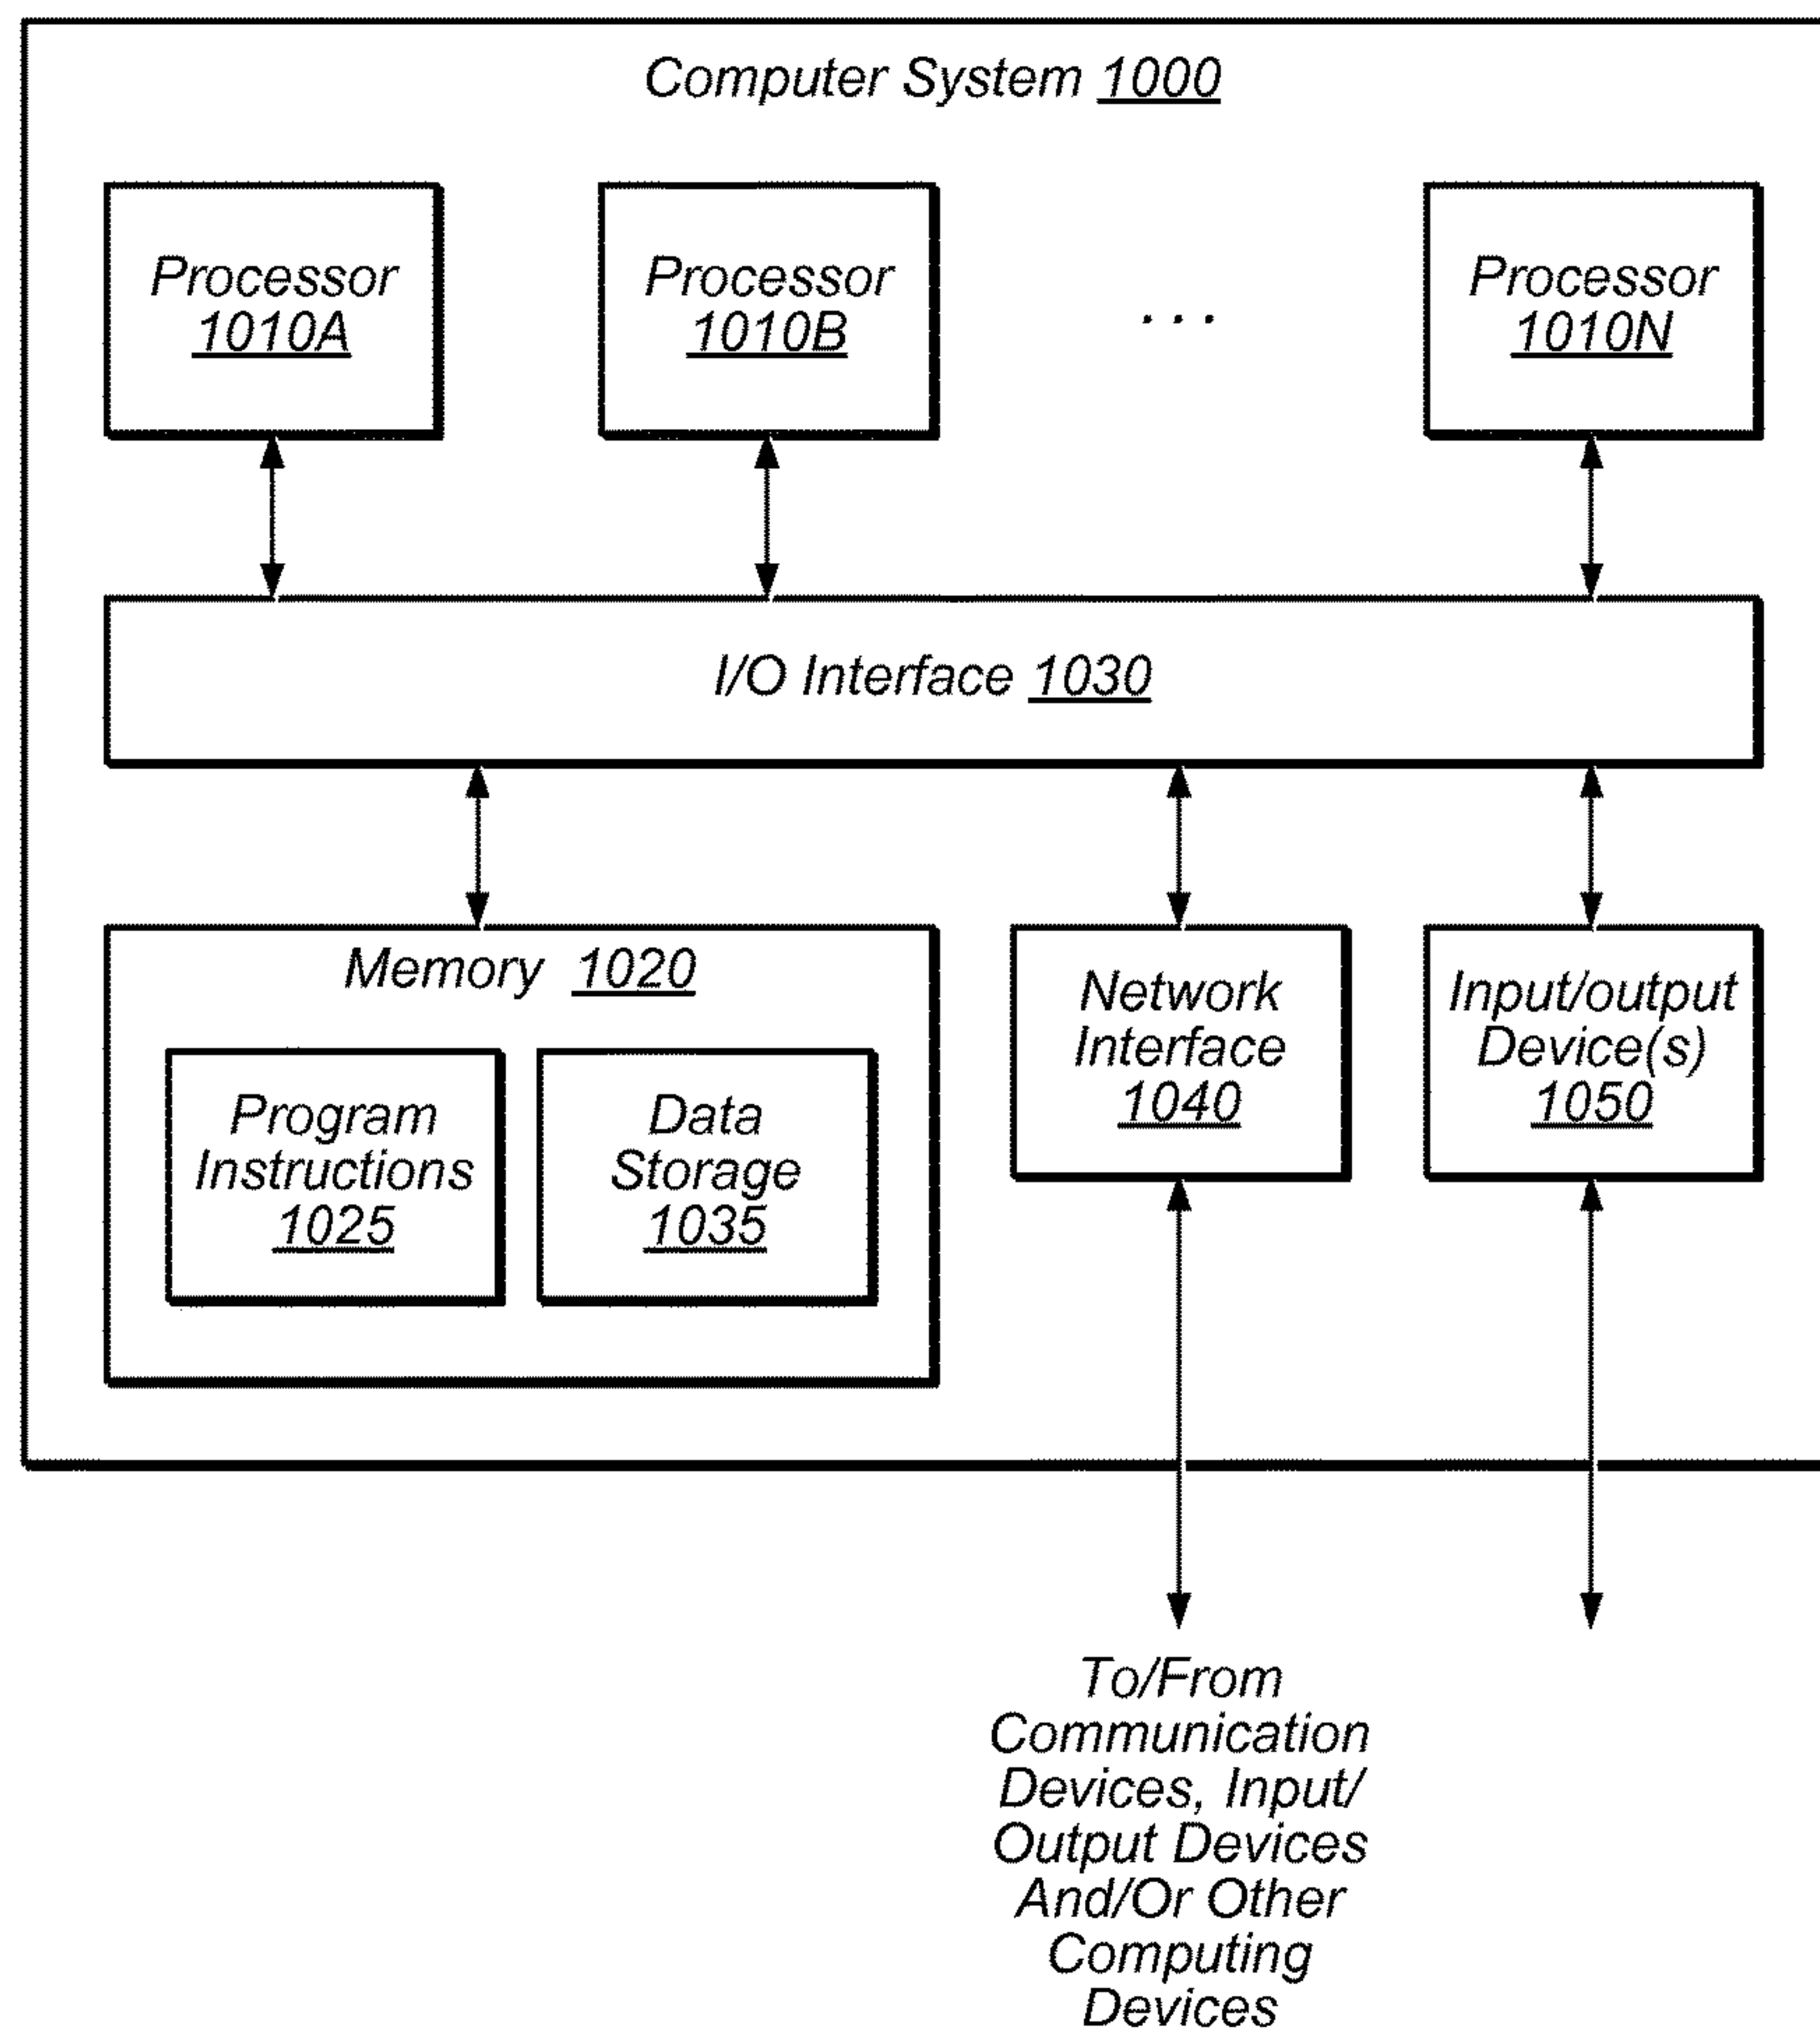 Computer System 1000
Processor
1010A
Processor
1010B
. . .
Processor
1010N
I/O Interface 1030
Memory 1020
Program
Instructions
1025
Data
Storage
1035
Network
Interface
1040
Input/output
Device(s)
1050
To/From
Communication
Devices, Input/
Output Devices
And/Or Other
Computing
Devices